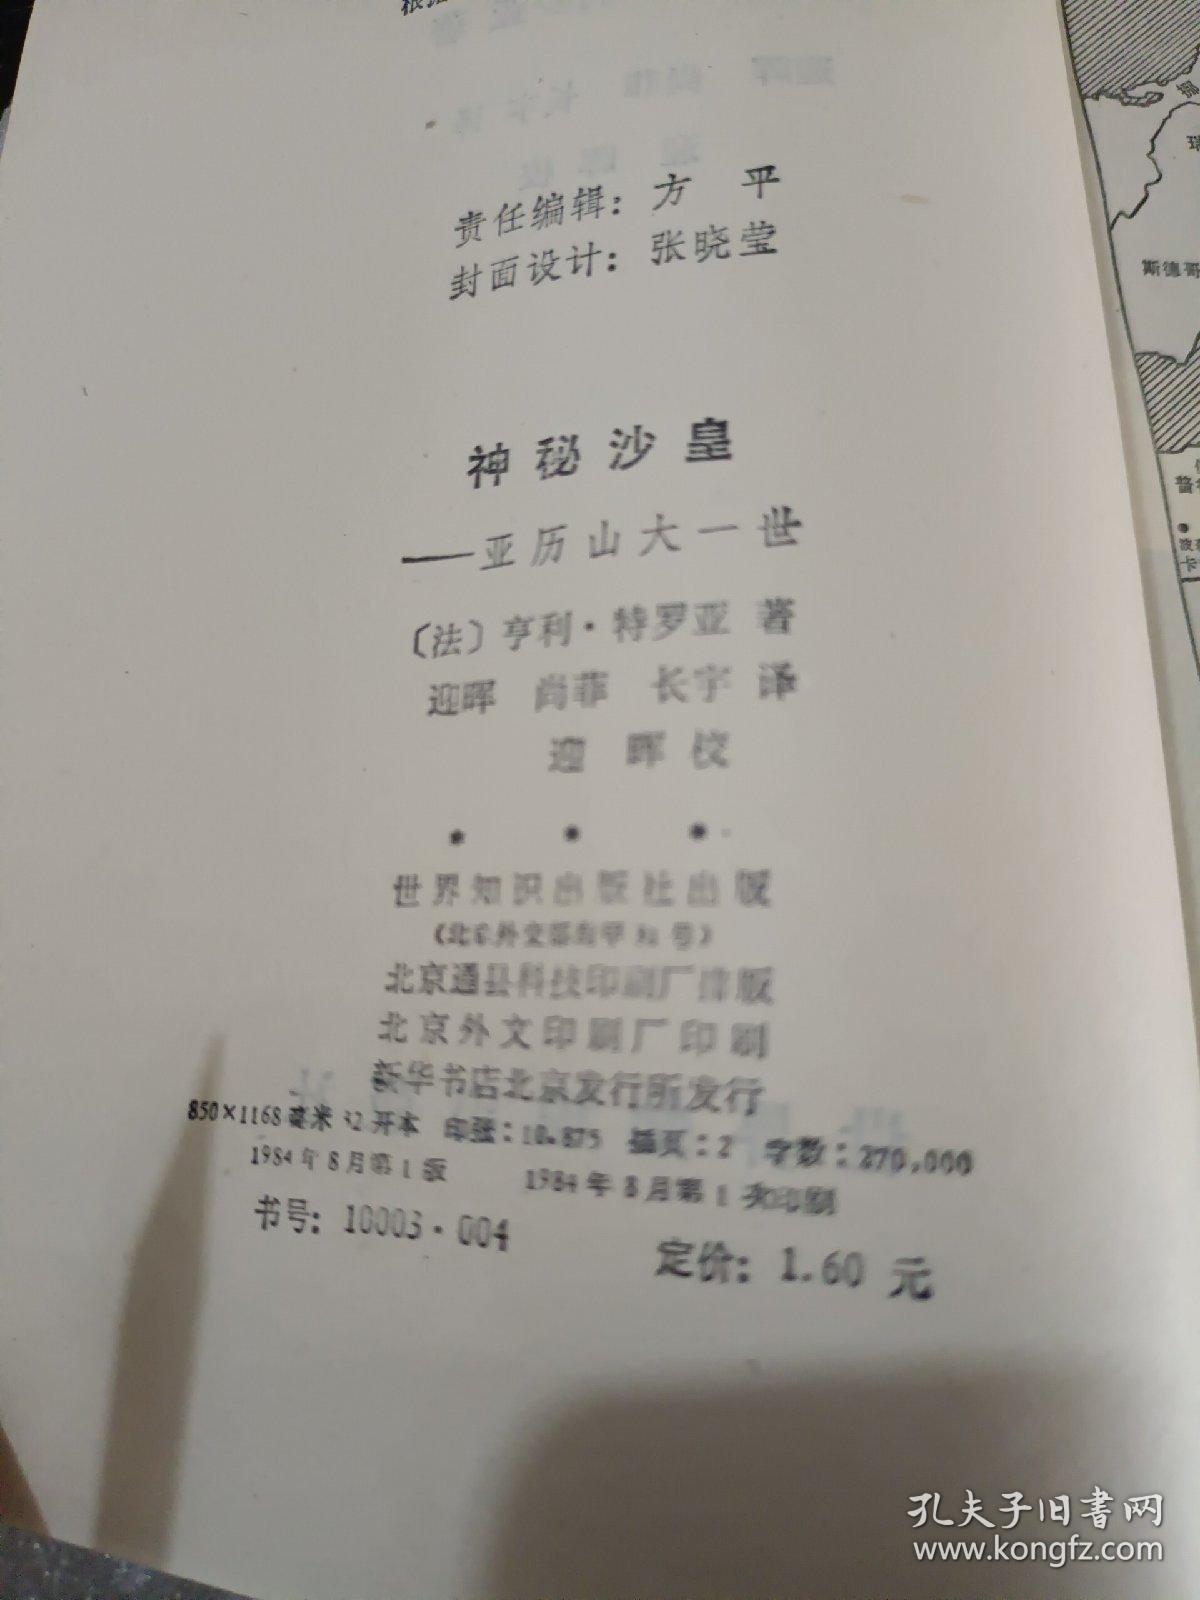 责任编辑：方 平
封面设计：张晓莹
神秘沙皇
——亚历山大一世
〔法〕亨利·特罗亚 著
迎晖 尚菲 长宇 译
迎 晖 校
世界知识出版社出版
北京通县科技印刷厂排版
北京外文印刷厂印刷
新华书店北京发行所发行
850×1168毫米 32开本 印张：10.875 插页：2 字数：270,000
1984年8月第1版 1984年8月第1次印刷
书号：10003·004 定价：1.60 元
斯德哥
孔夫子旧书网
www.kongfz.com